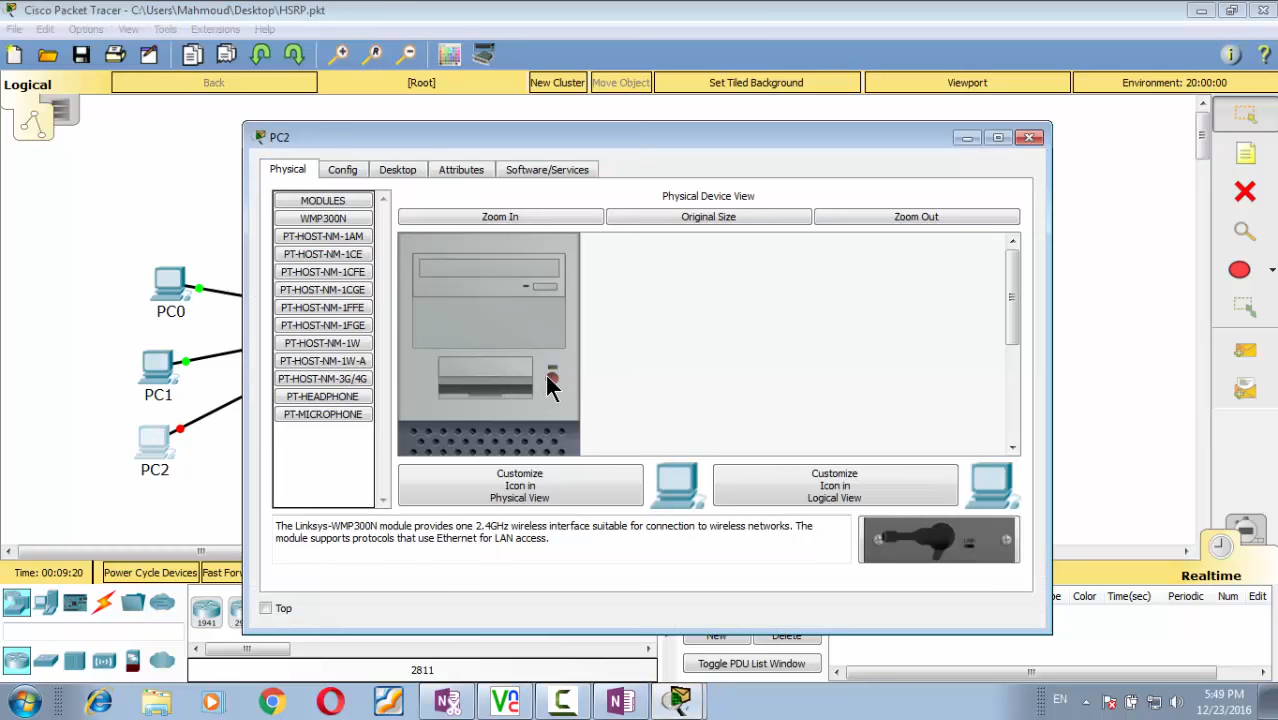 Cisco Packet Tracer - C:\Users\Mahmoud\Desktop\HSRP.pkt
File Edit Options View Tools Extensions Help
Logical Back [Root] New Cluster Move Object Set Tiled Background Viewport Environment: 20:00:00
PC2
Physical Config Desktop Attributes Software/Services
MODULES
WMP300N
PT-HOST-NM-1AM
PT-HOST-NM-1CE
PT-HOST-NM-1CFE
PT-HOST-NM-1CGE
PT-HOST-NM-1FFE
PT-HOST-NM-1FGE
PT-HOST-NM-1W
PT-HOST-NM-1W-A
PT-HOST-NM-3G/4G
PT-HEADPHONE
PT-MICROPHONE
Physical Device View
Zoom In Original Size Zoom Out
PC0
PC1
PC2
Customize
Icon in
Physical View
Customize
Icon in
Logical View
The Linksys-WMP300N module provides one 2.4GHz wireless interface suitable for connection to wireless networks. The
module supports protocols that use Ethernet for LAN access.
Top
Time: 00:09:20 Power Cycle Devices Fast For
Realtime
Color Time(sec) Periodic Num Edit
1941
New Delete
2811
Toggle PDU List Window
EN
5:49 PM
12/23/2016